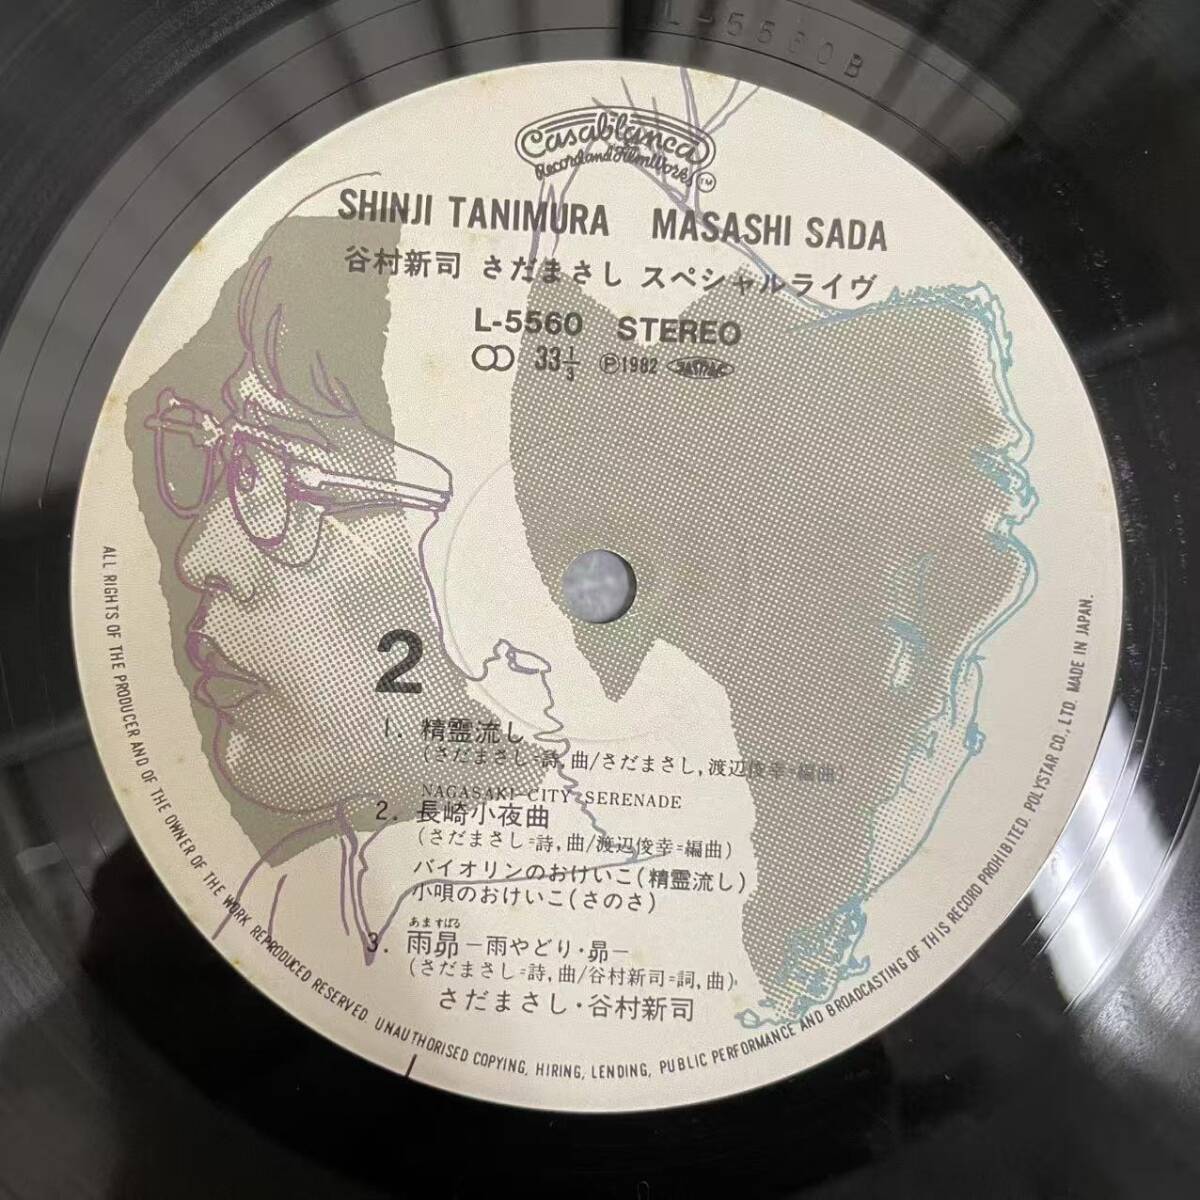 L-5560B
Casablanca
Record and FilmWorks TM
SHINJI TANIMURA MASASHI SADA
谷村新司 さだまさし スペシャルライヴ
L-5560 STEREO
33 1/3 Ⓟ1982 JASRAC
2
1. 精霊流し
(さだまさし=詩,曲/さだまさし,渡辺俊幸=編曲)
NAGASAKI-CITY-SERENADE
2. 長崎小夜曲
(さだまさし=詩,曲/渡辺俊幸=編曲)
バイオリンのおけいこ(精霊流し)
小唄のおけいこ(さのさ)
あますばる
3. 雨昴 −雨やどり・昴−
(さだまさし=詩,曲/谷村新司=詞,曲)
さだまさし・谷村新司
ALL RIGHTS OF THE PRODUCER AND OF THE OWNER OF THE WORK REPRODUCED RESERVED. UNAUTHORISED COPYING, HIRING, LENDING, PUBLIC PERFORMANCE AND BROADCASTING OF THIS RECORD PROHIBITED. POLYSTAR CO., LTD. MADE IN JAPAN.